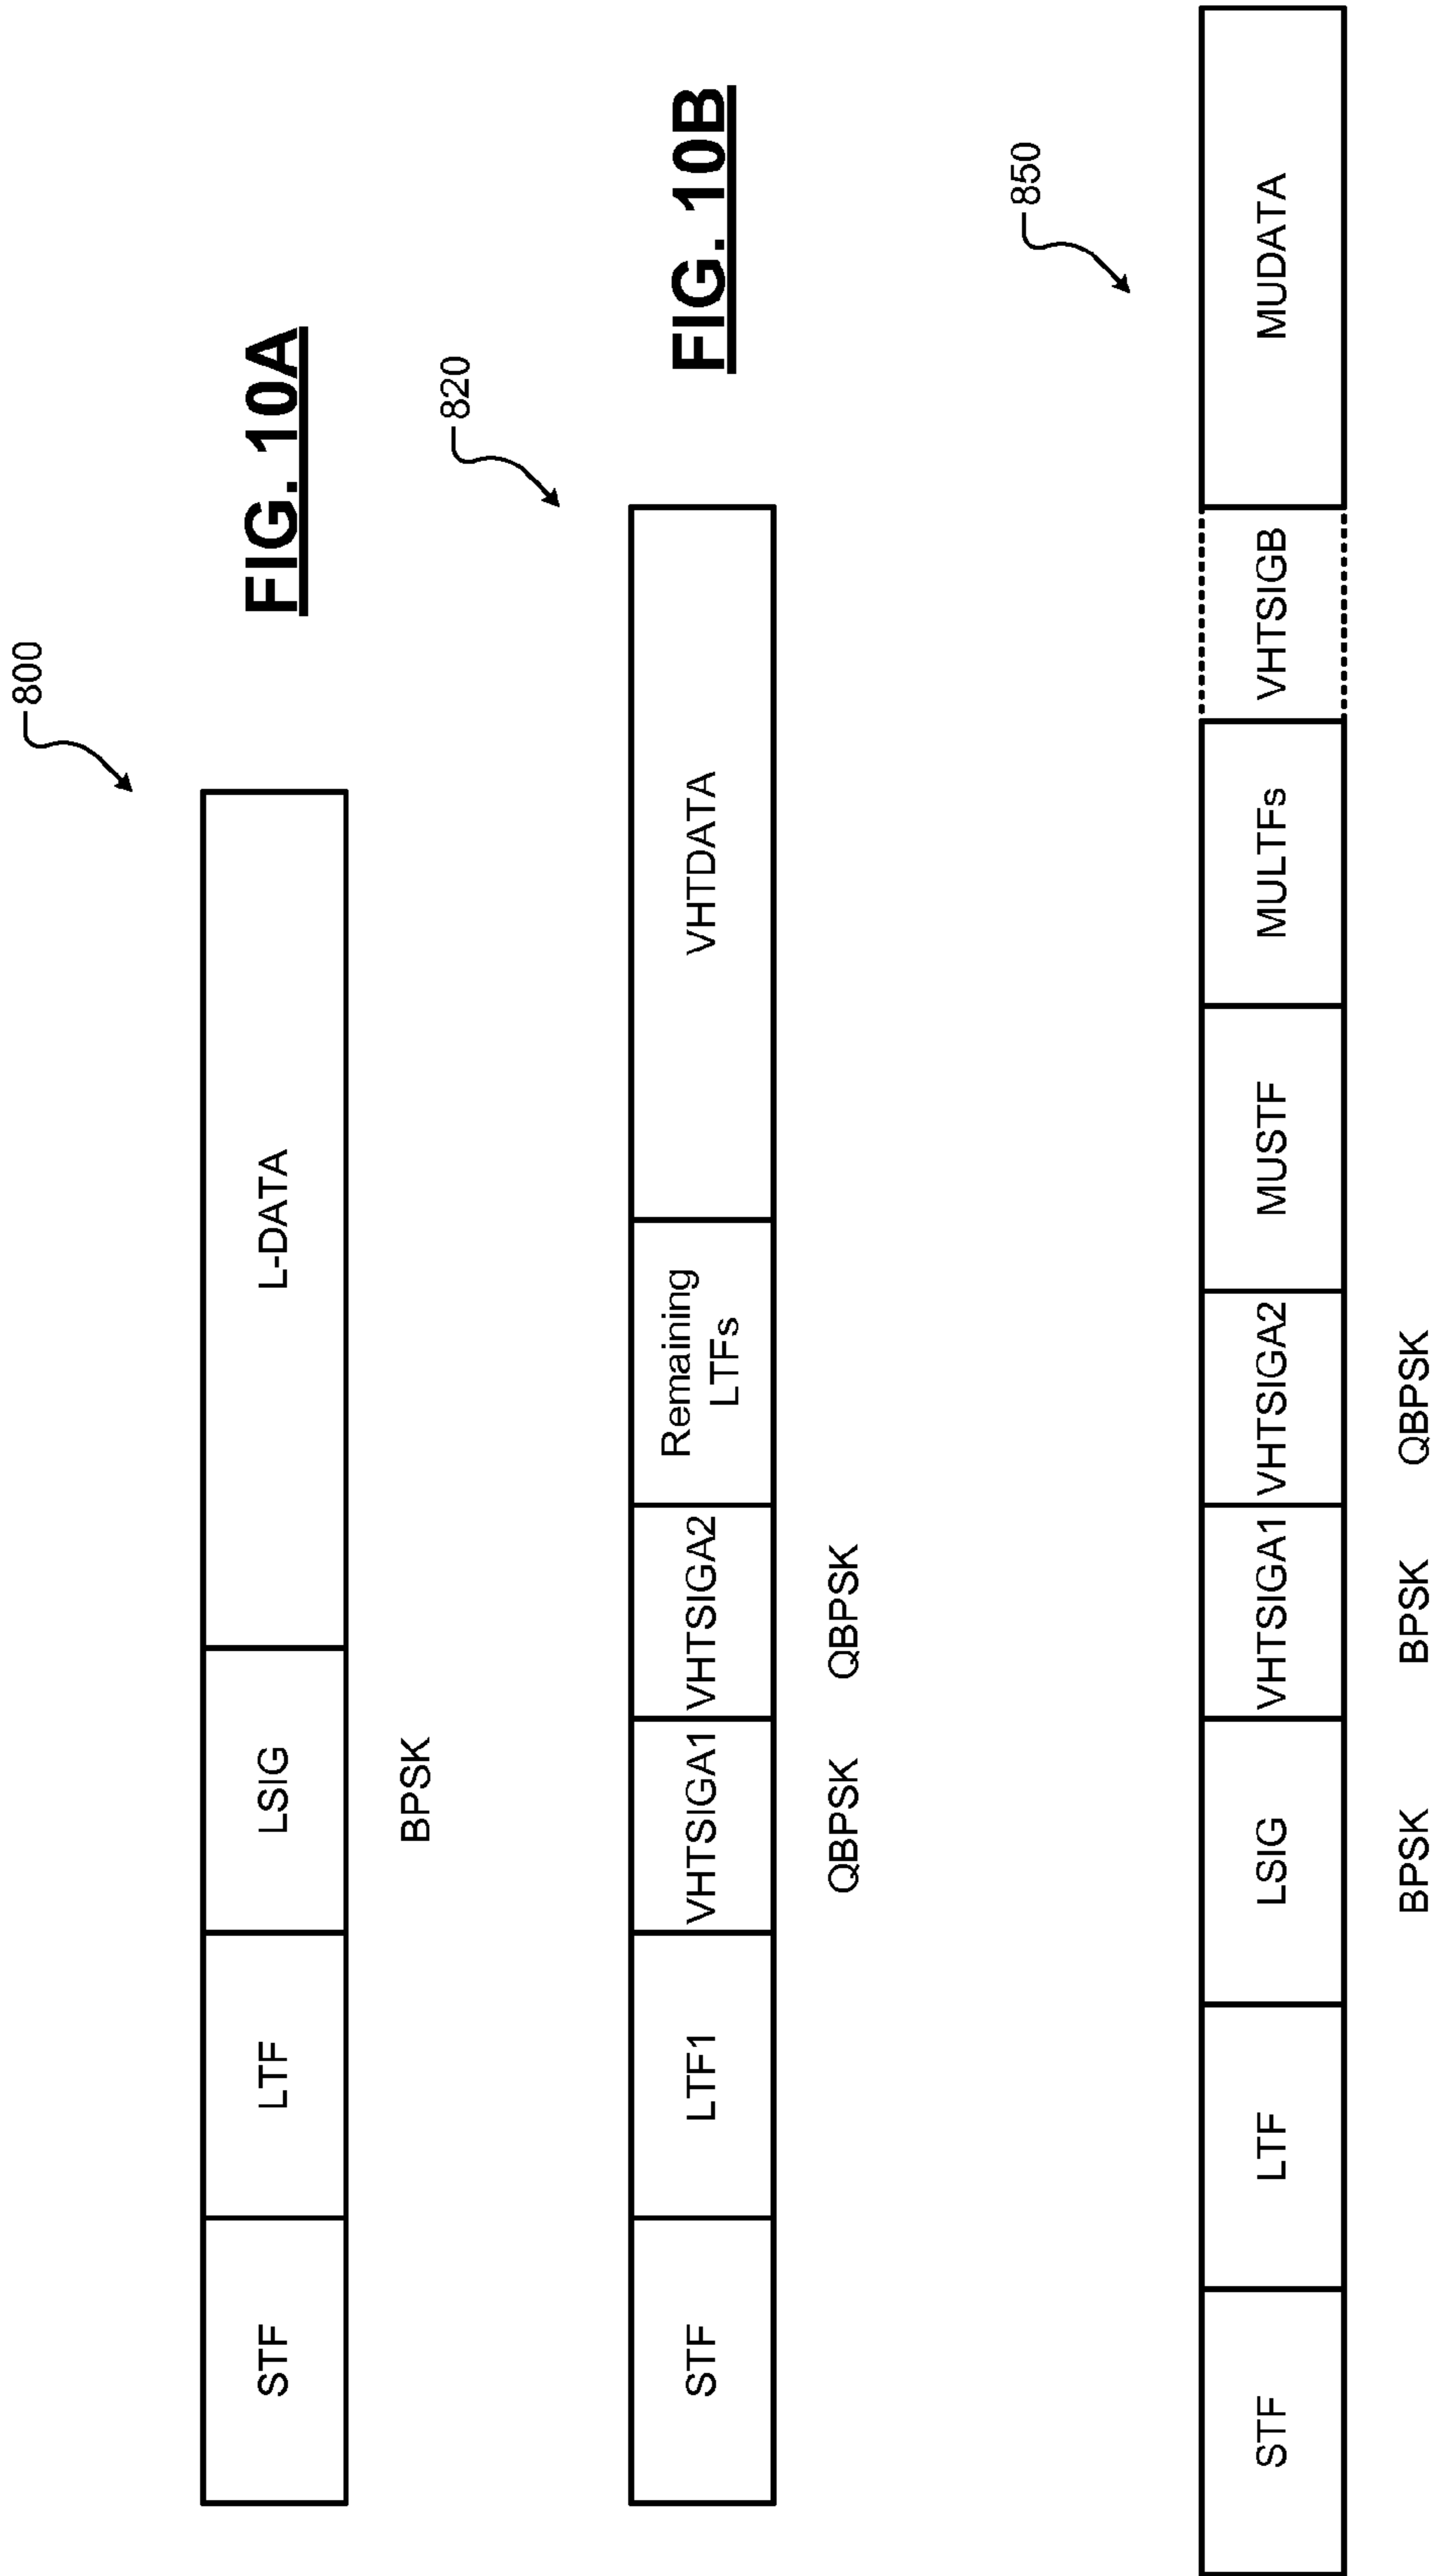 800
STF LTF LSIG L-DATA
BPSK
FIG. 10A
820
STF LTF1 VHTSIGA1 VHTSIGA2 Remaining LTFs VHTDATA
QBPSK QBPSK
FIG. 10B
850
STF LTF LSIG VHTSIGA1 VHTSIGA2 MUSTF MULTFs VHTSIGB MUDATA
BPSK BPSK QBPSK